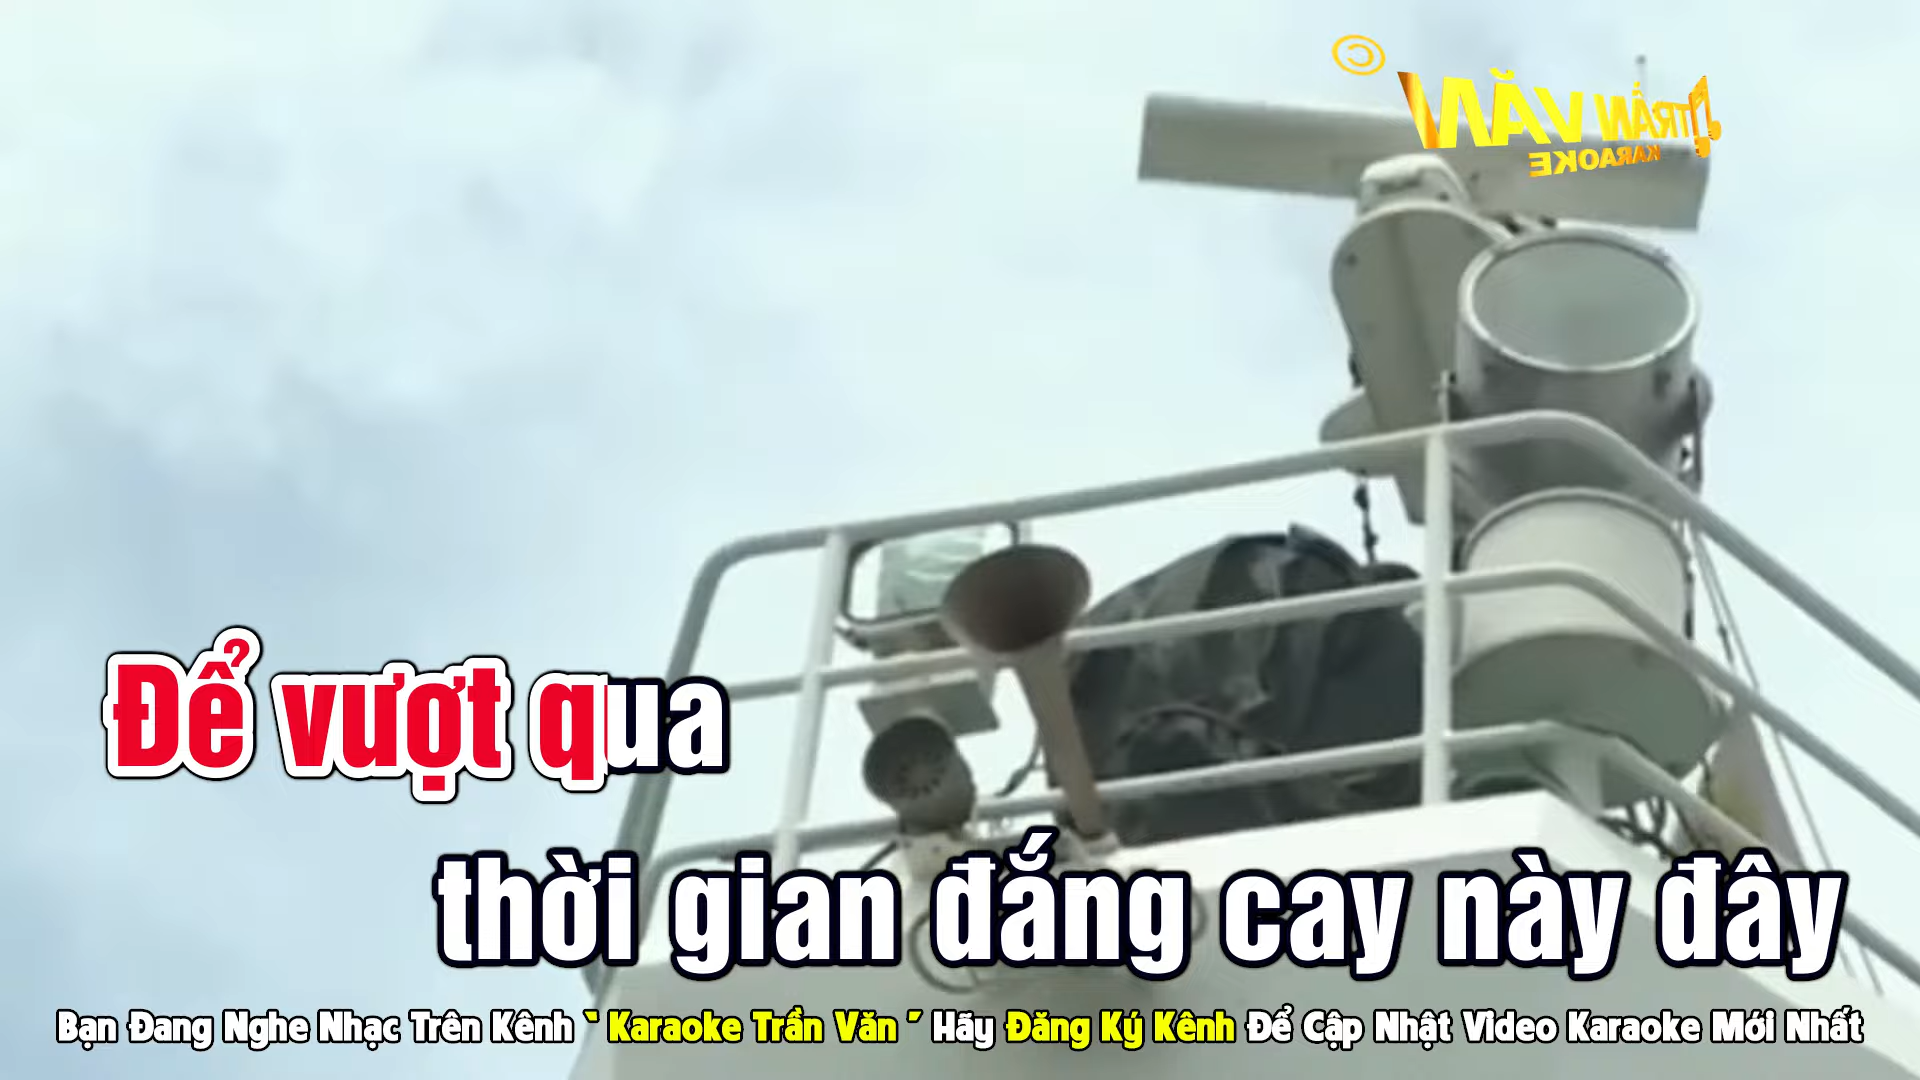 ©
TRẦN VĂN
KARAOKE
Để vượt qua
thời gian đắng cay này đây
Bạn Đang Nghe Nhạc Trên Kênh ` Karaoke Trần Văn ´ Hãy Đăng Ký Kênh Để Cập Nhật Video Karaoke Mới Nhất